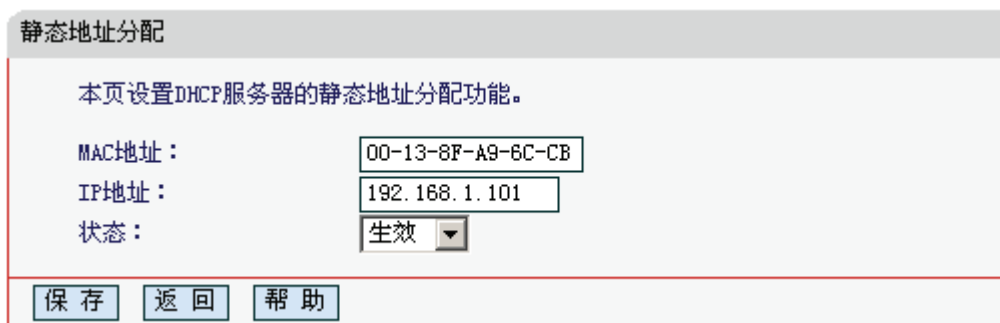 静态地址分配
本页设置DHCP服务器的静态地址分配功能。
MAC地址： 00-13-8F-A9-6C-CB
IP地址： 192.168.1.101
状态： 生效
保 存 返 回 帮 助